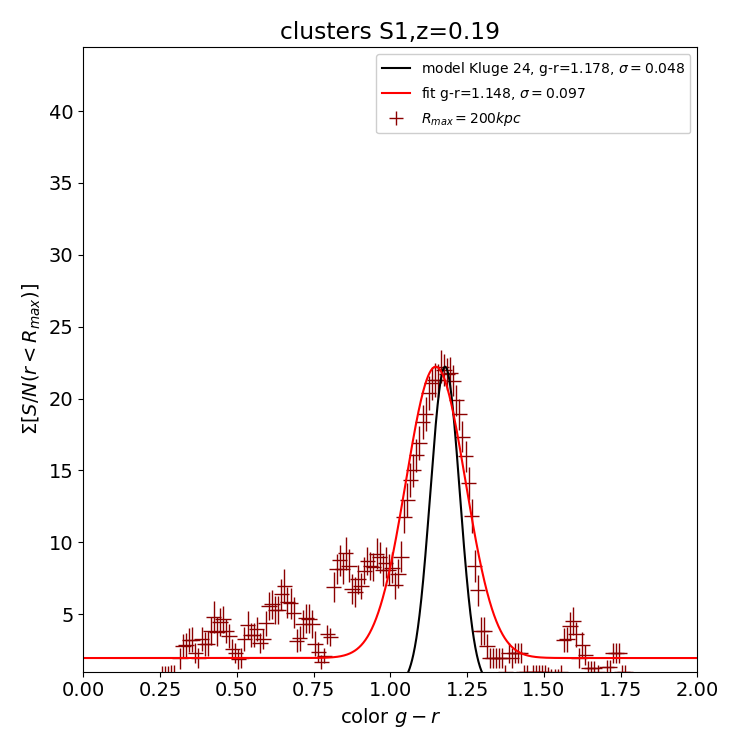 clusters S1,z=0.19
model Kluge 24, g-r=1.178, σ = 0.048
fit g-r=1.148, σ = 0.097
R_max = 200kpc
Σ[S/N(r < R_max)]
40
35
30
25
20
15
10
5
0.00 0.25 0.50 0.75 1.00 1.25 1.50 1.75 2.00
color g − r